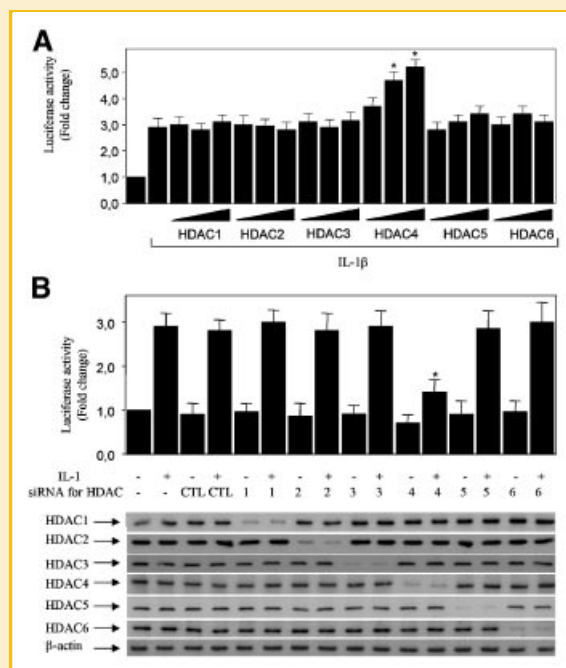 A
Luciferase activity
(Fold change)
5,0
4,0
3,0
2,0
1,0
0,0
* *
HDAC1 HDAC2 HDAC3 HDAC4 HDAC5 HDAC6
IL-1β
B
Luciferase activity
(Fold change)
3,0
2,0
1,0
0,0
*
IL-1 - + - + - + - + - + - + - + - +
siRNA for HDAC - - CTL CTL 1 1 2 2 3 3 4 4 5 5 6 6
HDAC1
HDAC2
HDAC3
HDAC4
HDAC5
HDAC6
β-actin